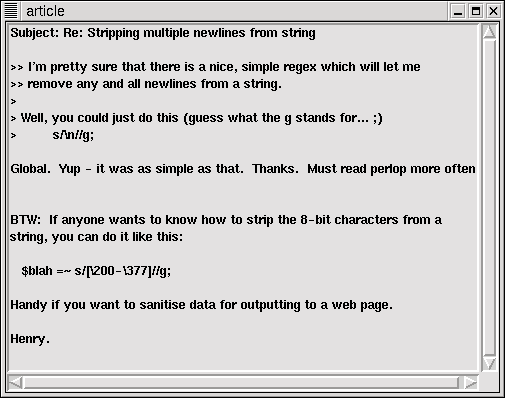 article
Subject: Re: Stripping multiple newlines from string
>> I'm pretty sure that there is a nice, simple regex which will let me
>> remove any and all newlines from a string.
>
> Well, you could just do this (guess what the g stands for... ;)
> s/\n//g;
Global. Yup - it was as simple as that. Thanks. Must read perlop more often
BTW: If anyone wants to know how to strip the 8-bit characters from a
string, you can do it like this:
$blah =~ s/[\200-\377]//g;
Handy if you want to sanitise data for outputting to a web page.
Henry.